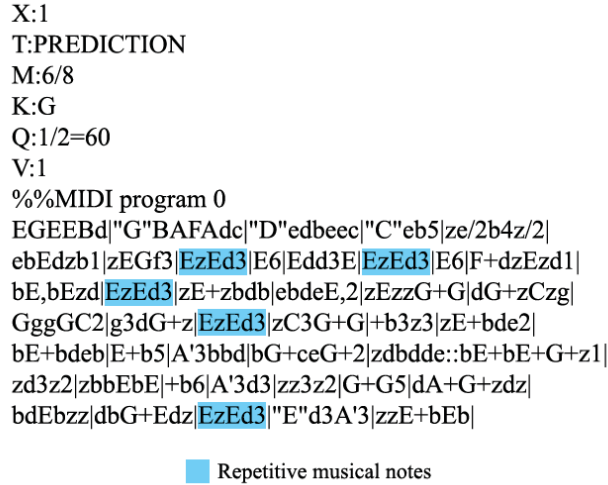 X:1
T:PREDICTION
M:6/8
K:G
Q:1/2=60
V:1
%%MIDI program 0
EGEEBd|"G"BAFAdc|"D"edbeec|"C"eb5|ze/2b4z/2|
ebEdzb1|zEGf3|EzEd3|E6|Edd3E|EzEd3|E6|F+dzEzd1|
bE,bEzd|EzEd3|zE+zbdb|ebdeE,2|zEzzG+G|dG+zCzg|
GggGC2|g3dG+z|EzEd3|zC3G+G|+b3z3|zE+bde2|
bE+bdeb|E+b5|A'3bbd|bG+ceG+2|zdbdde::bE+bE+G+z1|
zd3z2|zbbEbE|+b6|A'3d3|zz3z2|G+G5|dA+G+zdz|
bdEbzz|dbG+Edz|EzEd3|"E"d3A'3|zzE+bEb|
Repetitive musical notes